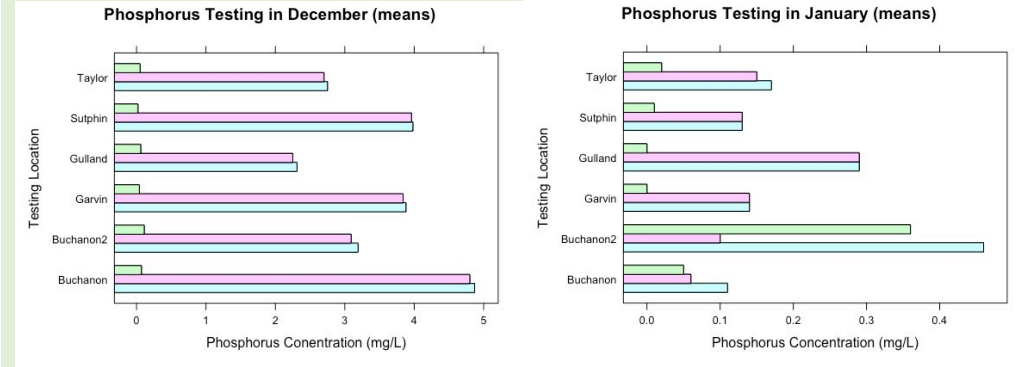 Phosphorus Testing in December (means)
Testing Location
Taylor
Sutphin
Gulland
Garvin
Buchanon2
Buchanon
0 1 2 3 4 5
Phosphorus Conentration (mg/L)
Phosphorus Testing in January (means)
Testing Location
Taylor
Sutphin
Gulland
Garvin
Buchanon2
Buchanon
0.0 0.1 0.2 0.3 0.4
Phosphorus Concentration (mg/L)